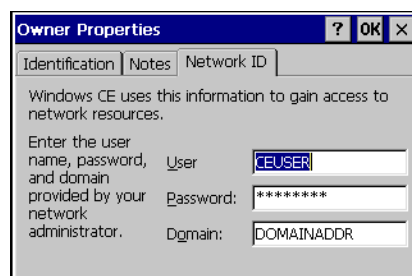 Owner Properties ? OK ×
Identification Notes Network ID
Windows CE uses this information to gain access to
network resources.
Enter the user
name, password,
and domain
provided by your
network
administrator.
User CEUSER
Password: ********
Domain: DOMAINADDR